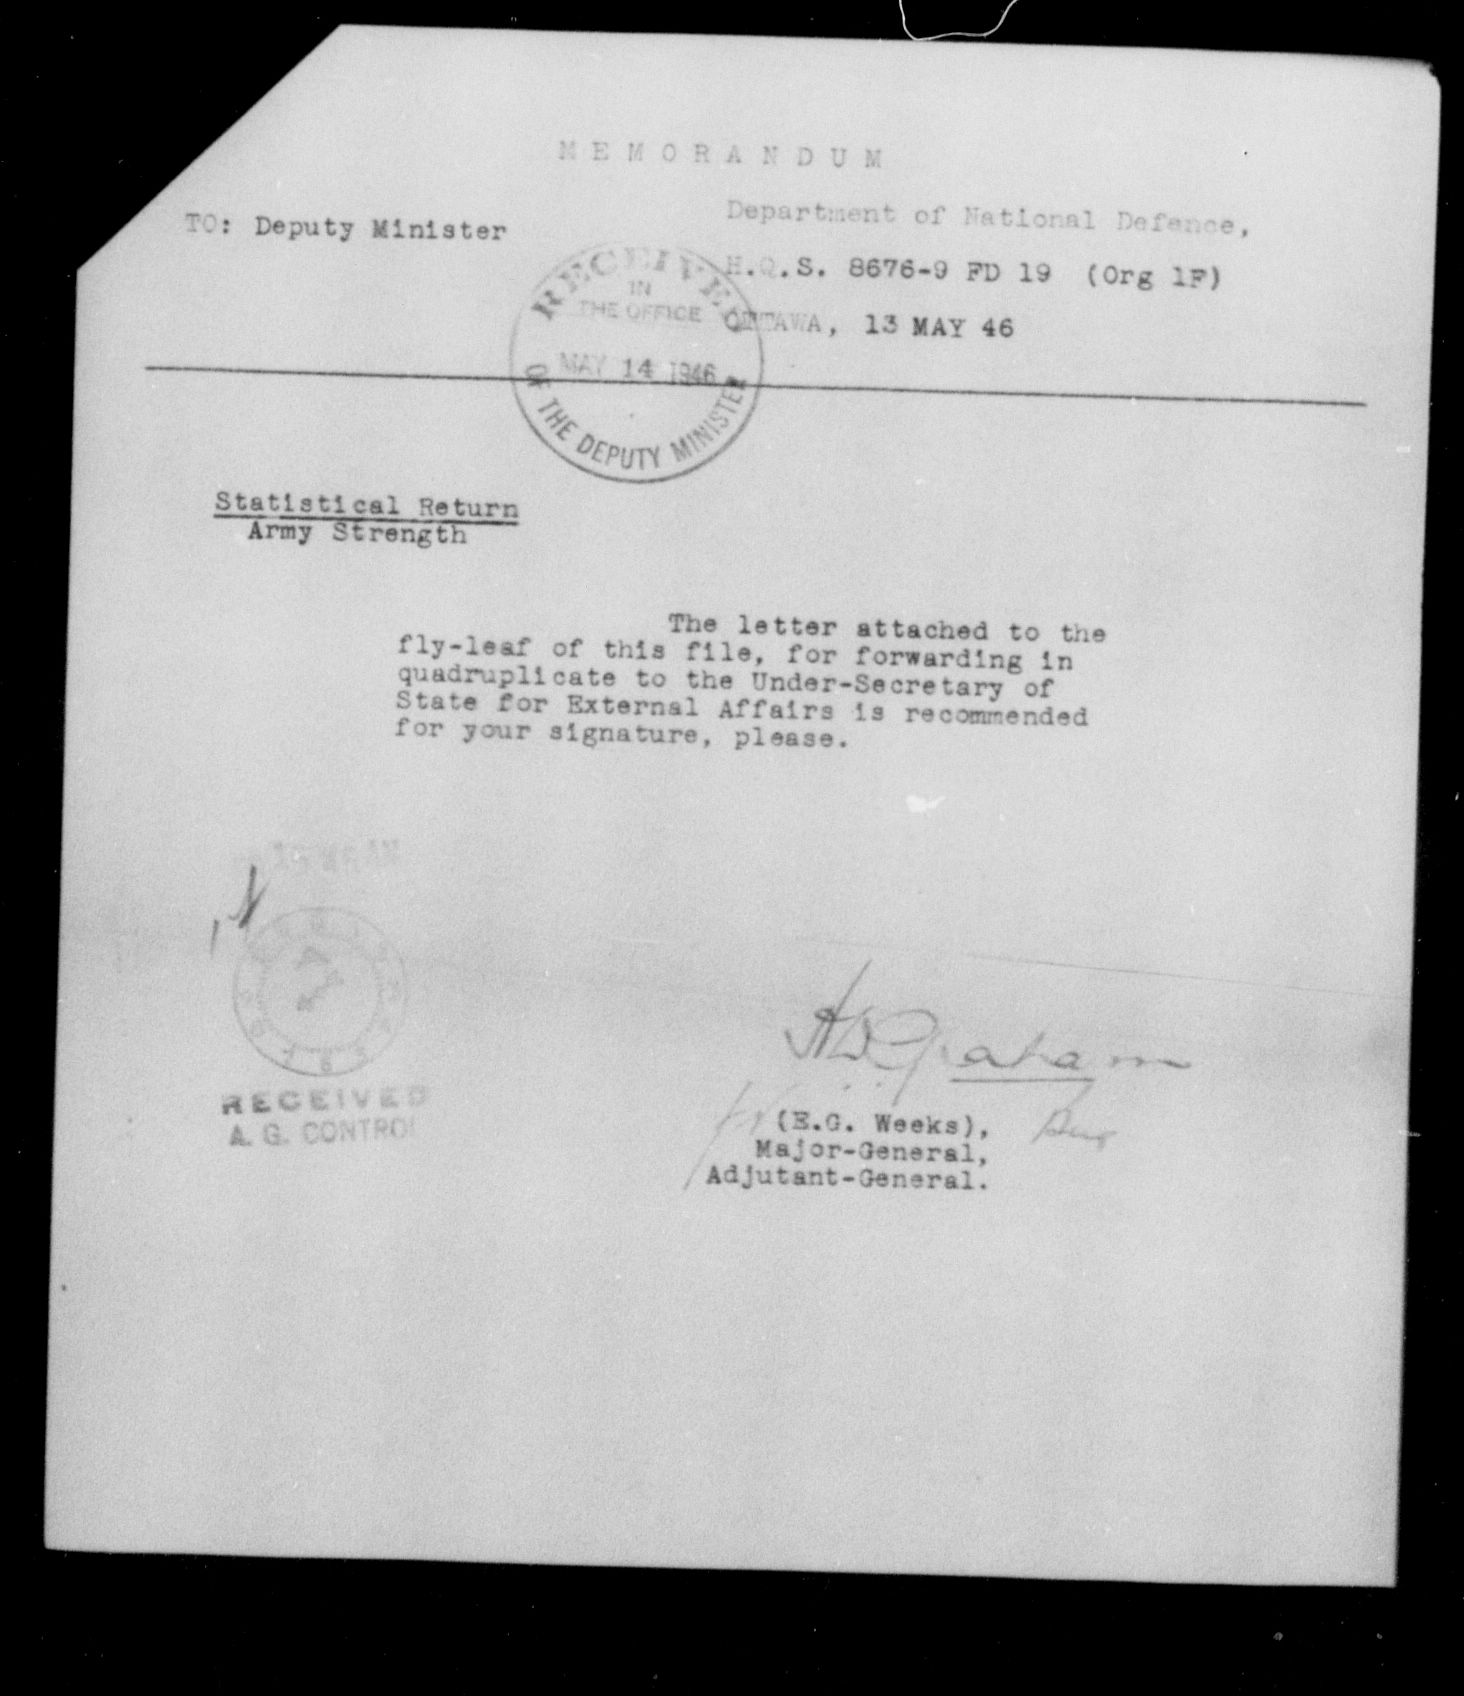 MEMORANDUM
TO: Deputy Minister
Department of National Defence,
H.Q.S. 8676-9 FD 19 (Org 1F)
OTTAWA, 13 MAY 46
RECEIVED
IN
THE OFFICE
MAY 14 1946
OF THE DEPUTY MINISTER
Statistical Return
Army Strength
The letter attached to the
fly-leaf of this file, for forwarding in
quadruplicate to the Under-Secretary of
State for External Affairs is recommended
for your signature, please.
Graham
(E.G. Weeks),
Major-General,
Adjutant-General.
RECEIVED
A. G. CONTROL